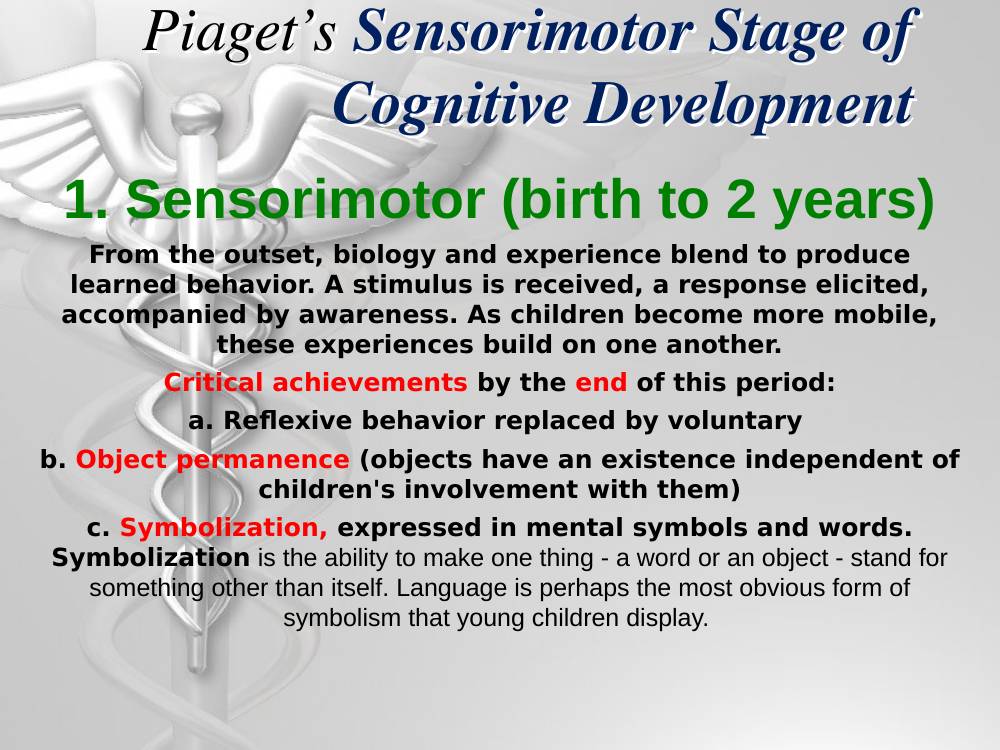 Piaget’s Sensorimotor Stage of
Cognitive Development
1. Sensorimotor (birth to 2 years)
From the outset, biology and experience blend to produce
learned behavior. A stimulus is received, a response elicited,
accompanied by awareness. As children become more mobile,
these experiences build on one another.
Critical achievements by the end of this period:
a. Reflexive behavior replaced by voluntary
b. Object permanence (objects have an existence independent of
children's involvement with them)
c. Symbolization, expressed in mental symbols and words.
Symbolization is the ability to make one thing - a word or an object - stand for
something other than itself. Language is perhaps the most obvious form of
symbolism that young children display.